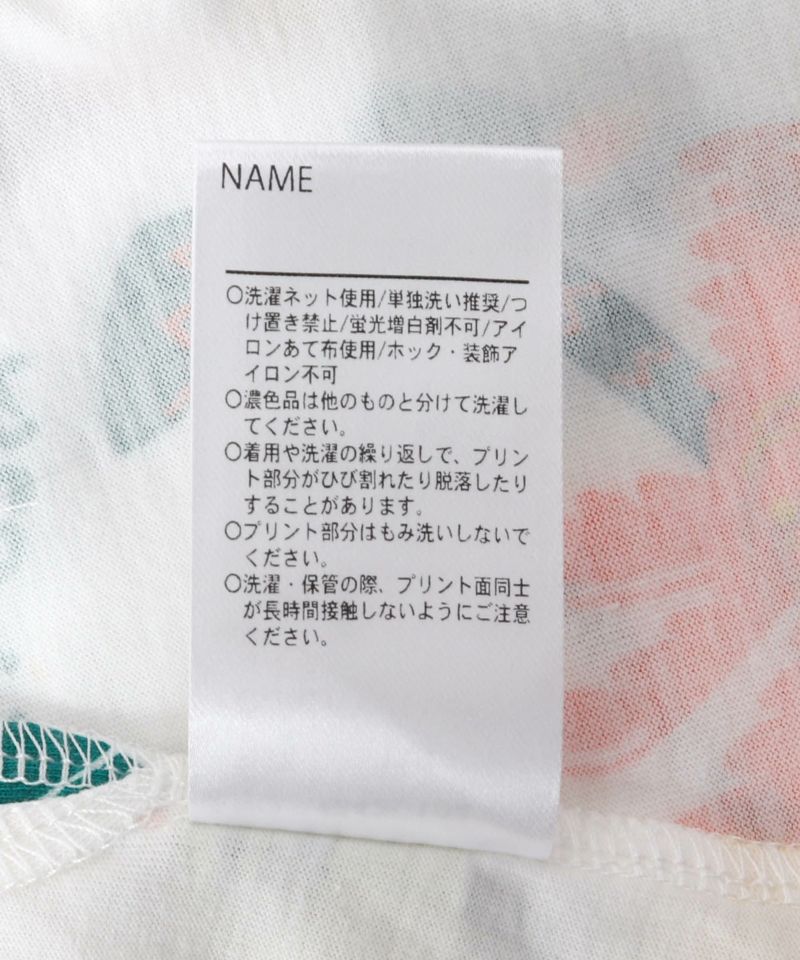 NAME
○洗濯ネット使用/単独洗い推奨/つ
け置き禁止/蛍光増白剤不可/アイ
ロンあて布使用/ホック・装飾ア
イロン不可
○濃色品は他のものと分けて洗濯し
てください。
○着用や洗濯の繰り返しで、プリン
ト部分がひび割れたり脱落したり
することがあります。
○プリント部分はもみ洗いしないで
ください。
○洗濯・保管の際、プリント面同士
が長時間接触しないようにご注意
ください。